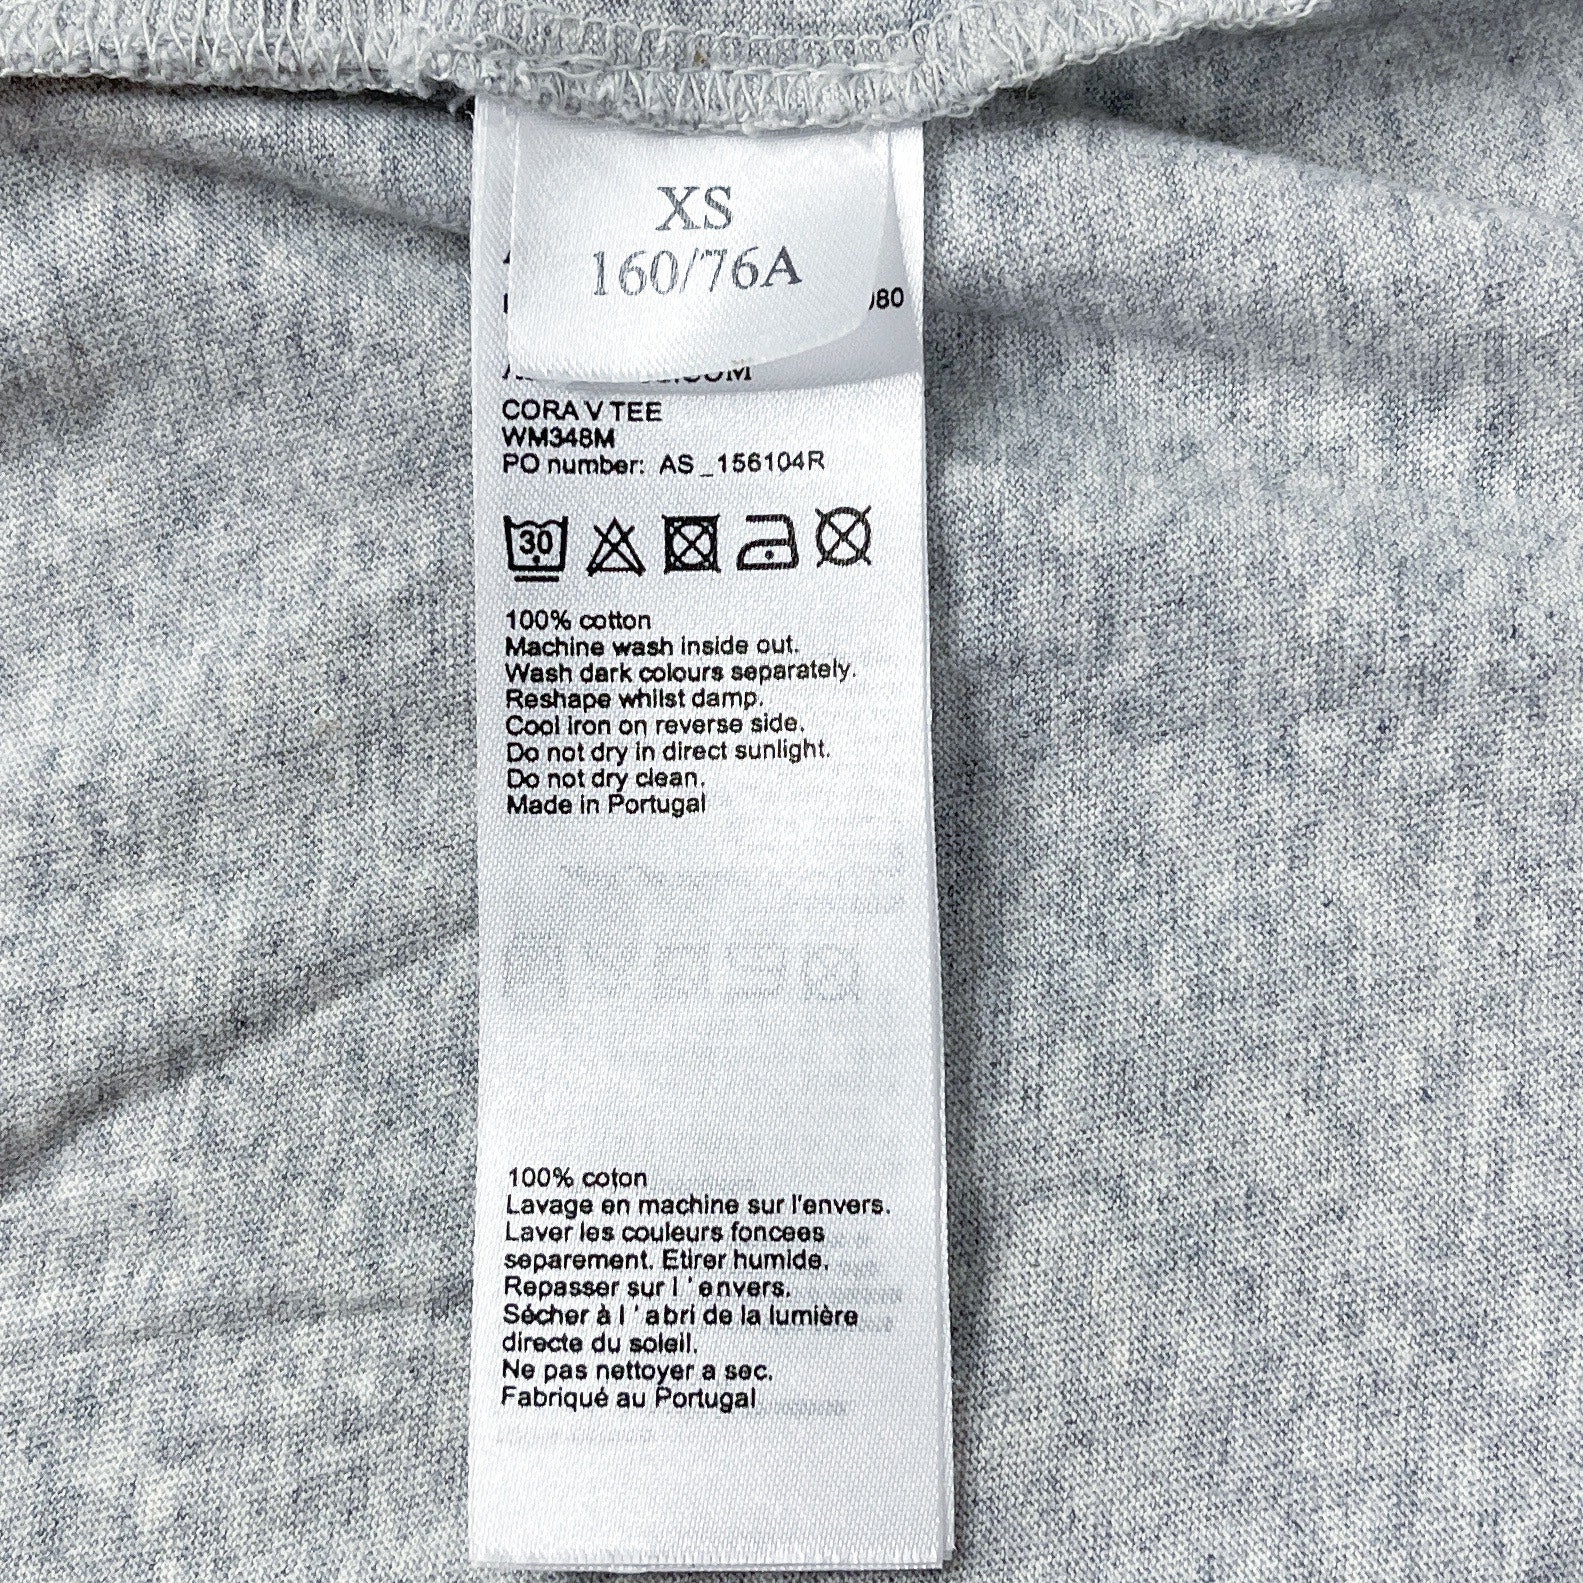 XS
160/76A
CORA V TEE
WM348M
PO number: AS_156104R
30
100% cotton
Machine wash inside out.
Wash dark colours separately.
Reshape whilst damp.
Cool iron on reverse side.
Do not dry in direct sunlight.
Do not dry clean.
Made in Portugal
100% coton
Lavage en machine sur l'envers.
Laver les couleurs foncees
separement. Etirer humide.
Repasser sur l ' envers.
Sécher à l ' abri de la lumière
directe du soleil.
Ne pas nettoyer a sec.
Fabriqué au Portugal